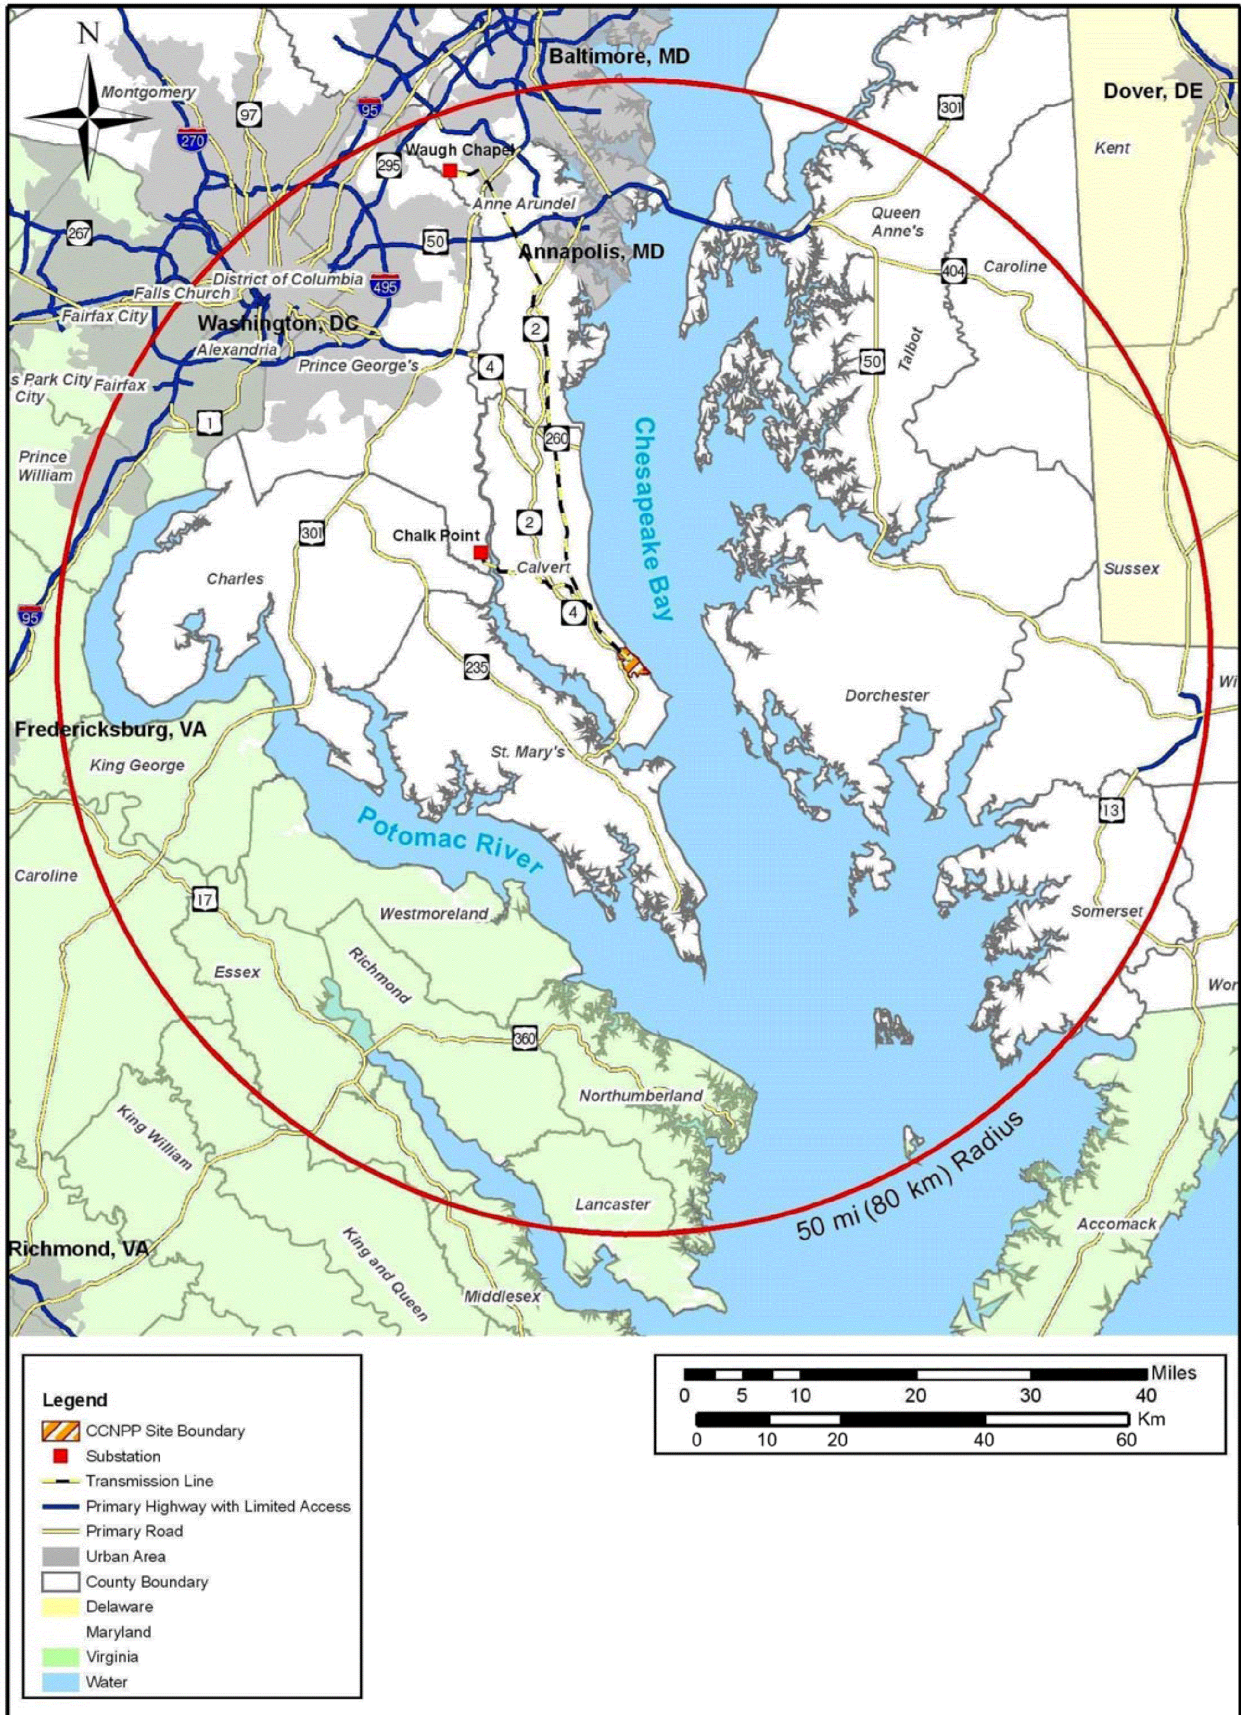 N
Baltimore, MD
Montgomery
97
95
270
301
Dover, DE
Kent
Waugh Chapel
295
Anne Arundel
Queen
Anne's
267
50
Annapolis, MD
404
Caroline
District of Columbia
495
Falls Church
Fairfax City
Washington, DC
2
Alexandria
Prince George's
4
50
Talbot
s Park City
City
Fairfax
1
260
Prince
William
Chesapeake Bay
301
2
Chalk Point
Calvert
Charles
Sussex
95
4
235
Dorchester
Wi
Fredericksburg, VA
St. Mary's
King George
13
Potomac River
Caroline
17
Westmoreland
Somerset
Essex
Richmond
Wor
360
Northumberland
King William
50 mi (80 km) Radius
Lancaster
Accomack
Richmond, VA
King and Queen
Middlesex
Legend
CCNPP Site Boundary
Substation
Transmission Line
Primary Highway with Limited Access
Primary Road
Urban Area
County Boundary
Delaware
Maryland
Virginia
Water
Miles
0 5 10 20 30 40
Km
0 10 20 40 60